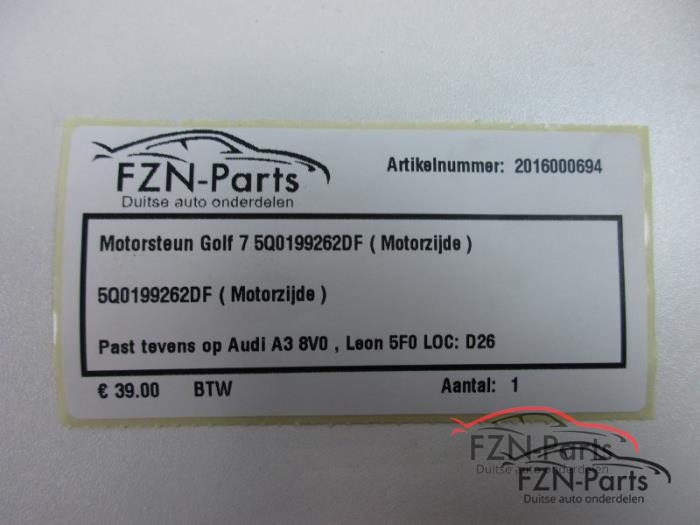 FZN-Parts
Duitse auto onderdelen
Artikelnummer: 2016000694
Motorsteun Golf 7 5Q0199262DF ( Motorzijde )
5Q0199262DF ( Motorzijde )
Past tevens op Audi A3 8V0 , Leon 5F0 LOC: D26
€ 39.00 BTW Aantal: 1
FZN-Parts
Duitse auto onderdelen
FZN-Parts
Duitse auto onderdelen